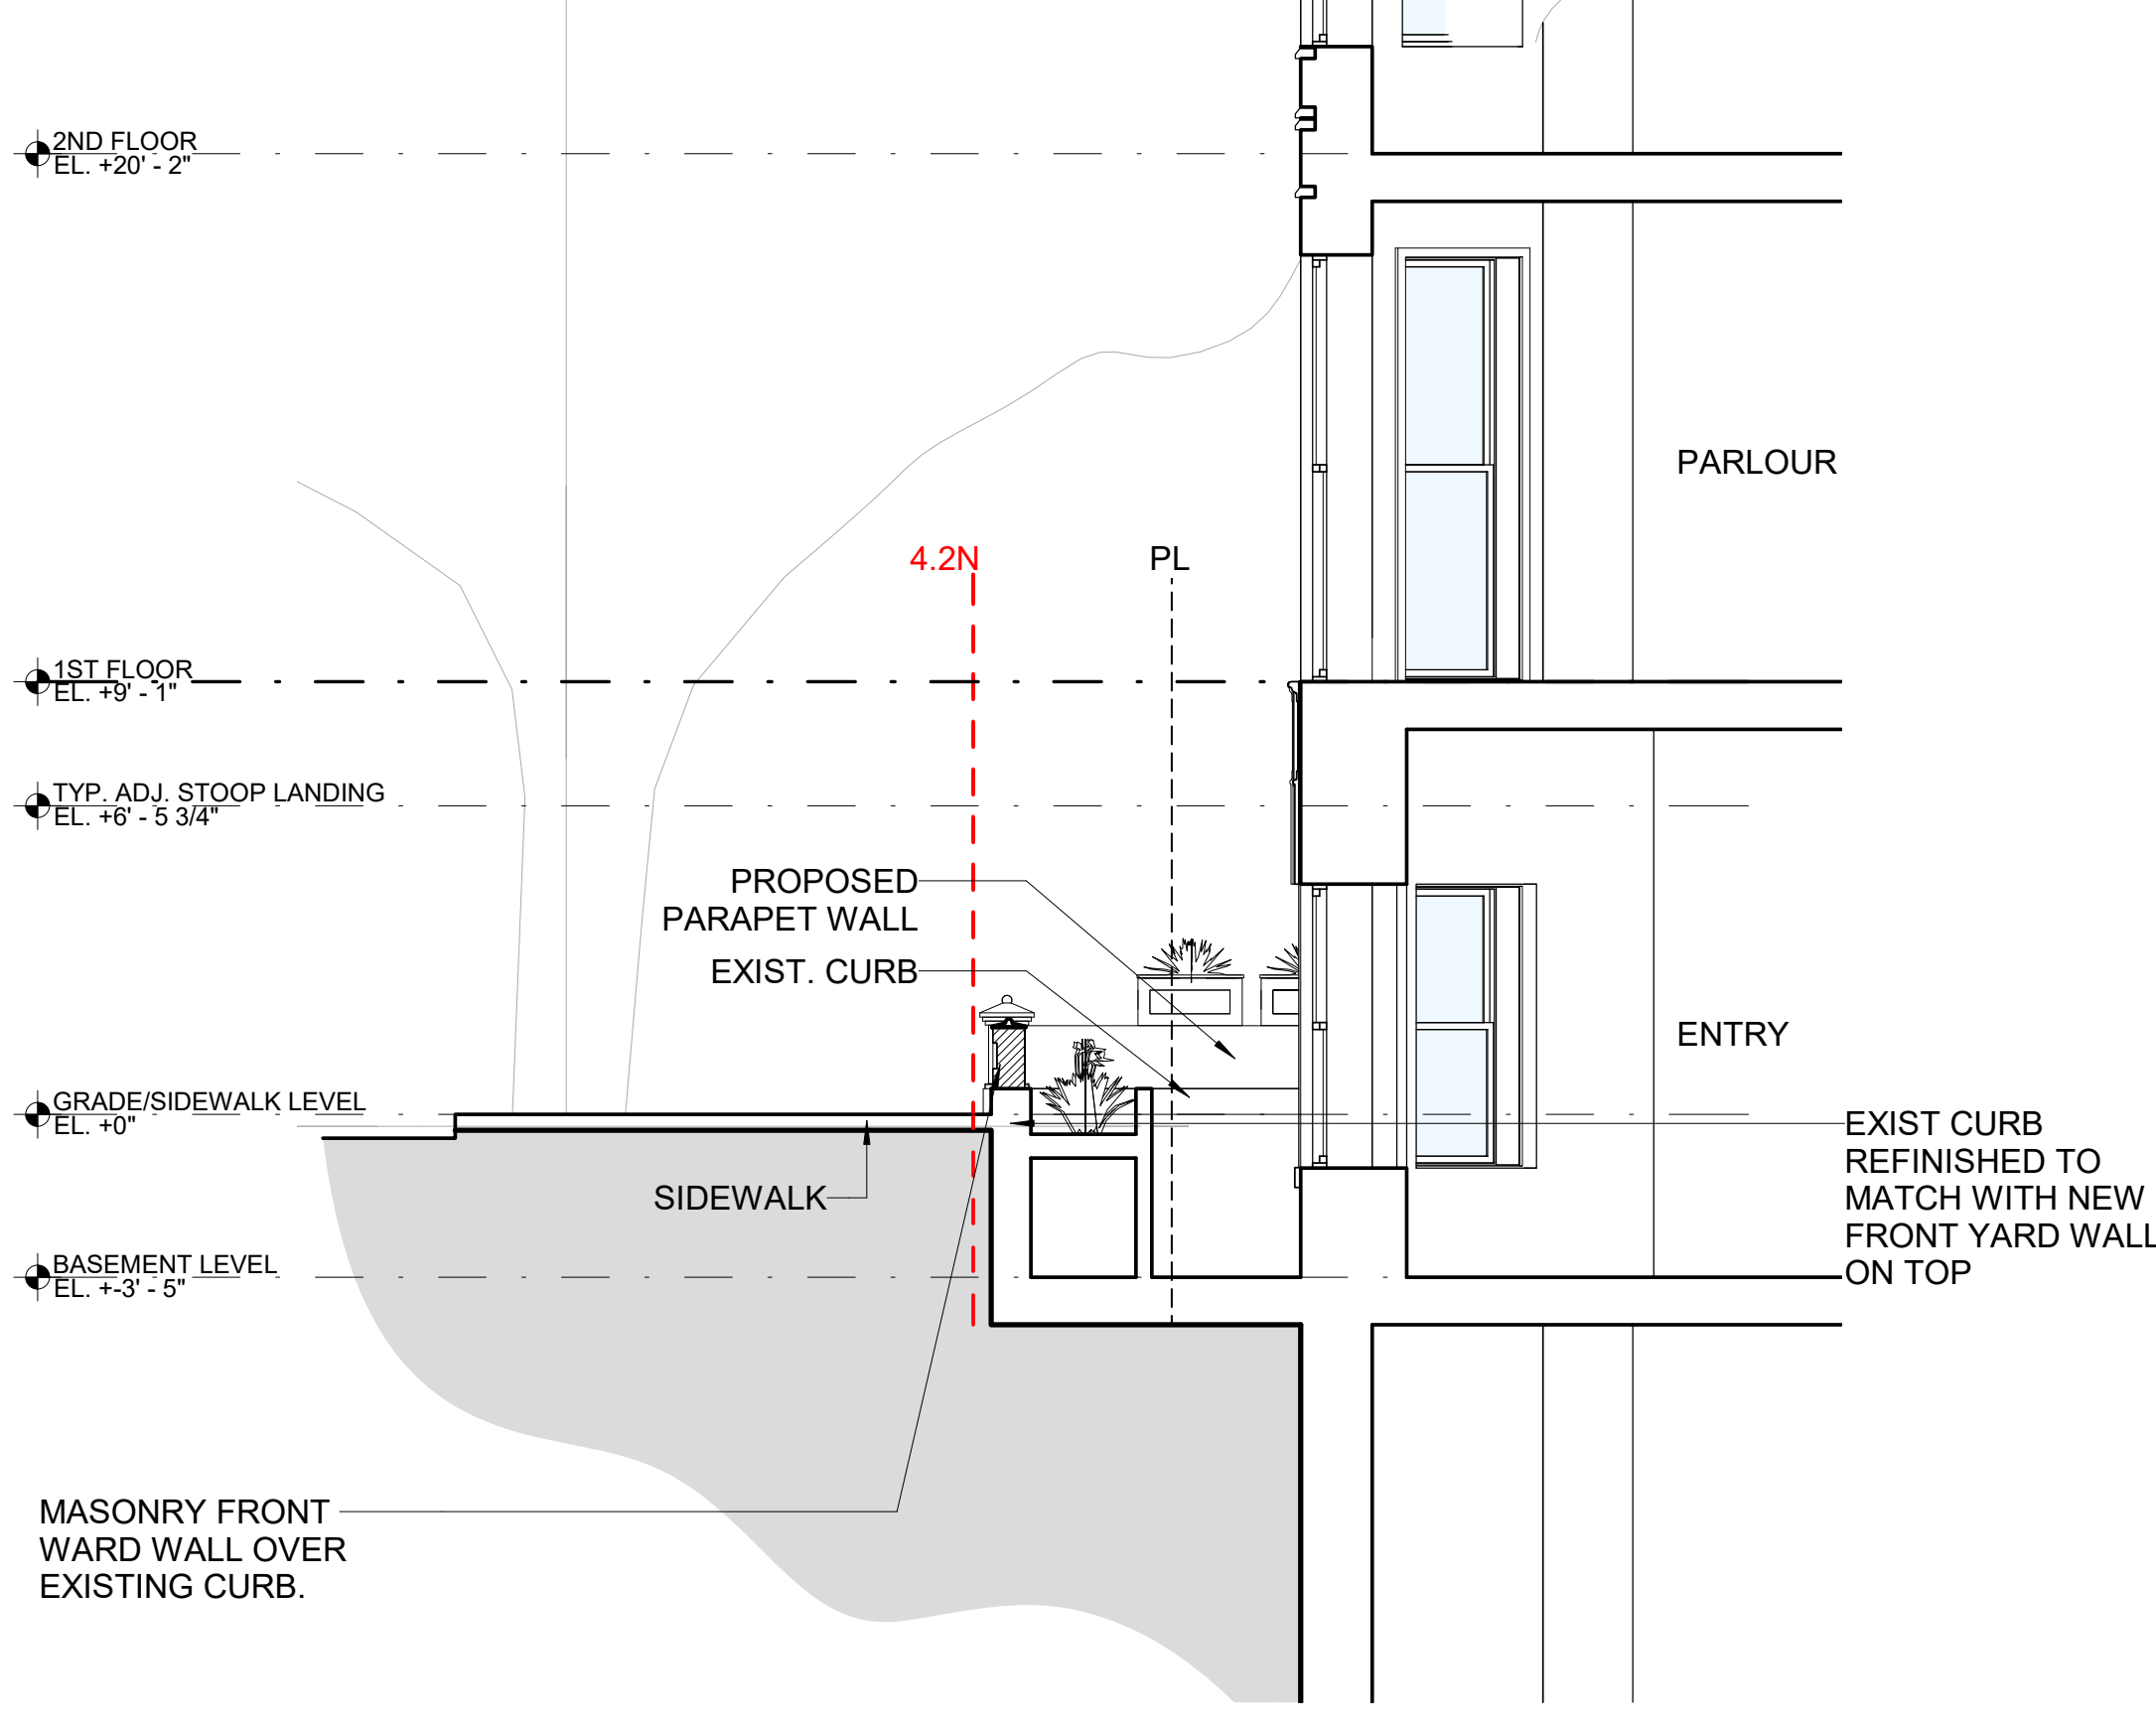 2ND FLOOR
EL. +20' - 2"
PARLOUR
4.2N
PL
1ST FLOOR
EL. +9' - 1"
TYP. ADJ. STOOP LANDING
EL. +6' - 5 3/4"
PROPOSED
PARAPET WALL
EXIST. CURB
ENTRY
GRADE/SIDEWALK LEVEL
EL. +0"
EXIST CURB
REFINISHED TO
MATCH WITH NEW
FRONT YARD WALL
ON TOP
SIDEWALK
BASEMENT LEVEL
EL. +-3' - 5"
MASONRY FRONT
WARD WALL OVER
EXISTING CURB.